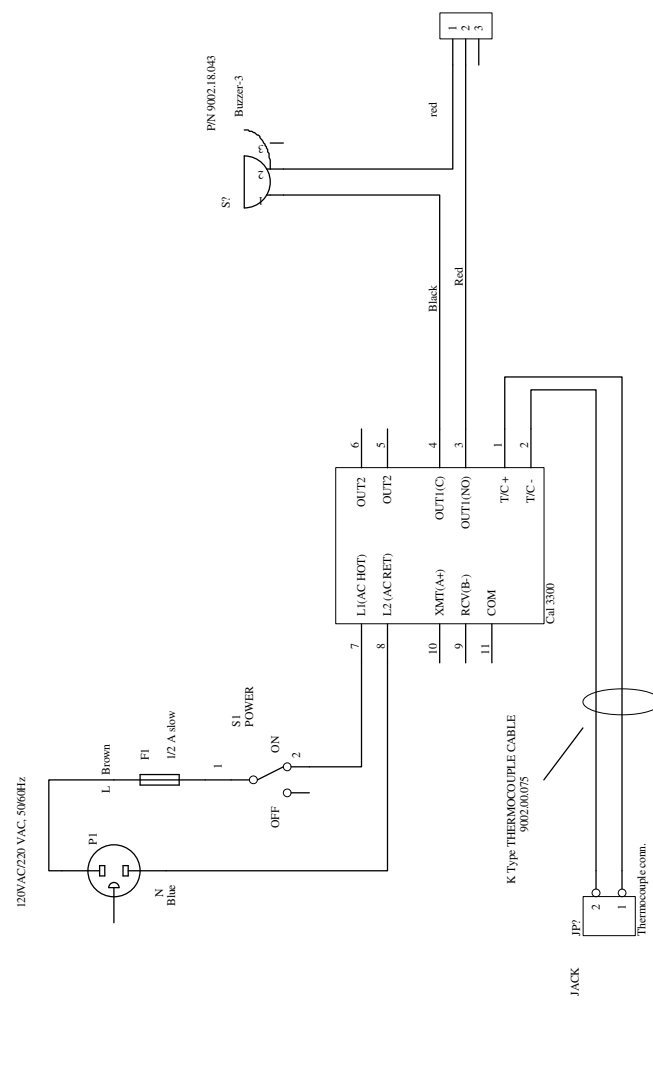 120VAC/220 VAC, 50/60Hz
P1
L
Brown
N
Blue
F1
1/2 A slow
1
S1
POWER
ON
2
OFF
7
8
10
9
11
L1(AC HOT)
L2 (AC RET)
XMT(A+)
RCV(B-)
COM
OUT2
OUT2
OUT1(C)
OUT1(NO)
T/C +
T/C -
Cal 3300
6
5
4
3
1
2
Black
Red
red
S?
1
2
3
P/N 9002.18.043
Buzzer-3
1
2
3
K Type THERMOCOUPLE CABLE
9002.00.075
JACK
JP?
2
1
Thermocouple conn.